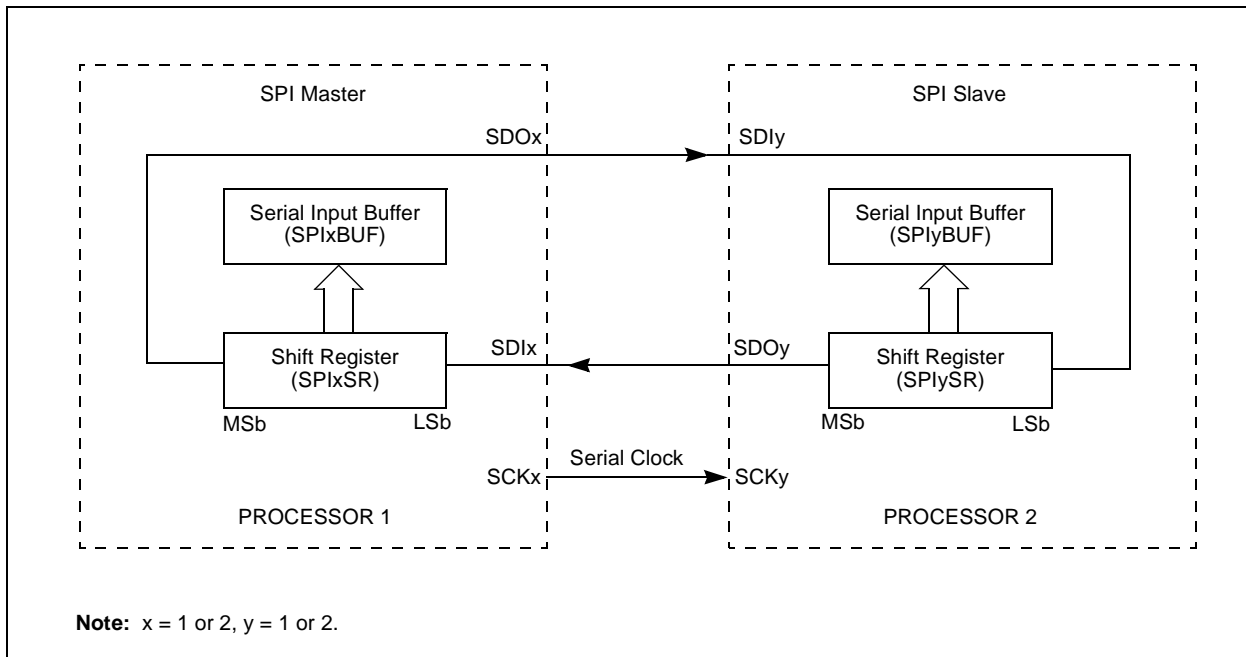 SPI Master
SPI Slave
SDOx
SDIy
Serial Input Buffer
(SPIxBUF)
Serial Input Buffer
(SPIyBUF)
Shift Register
(SPIxSR)
SDIx
SDOy
Shift Register
(SPIySR)
MSb
LSb
MSb
LSb
Serial Clock
SCKx
SCKy
PROCESSOR 1
PROCESSOR 2
Note: x = 1 or 2, y = 1 or 2.